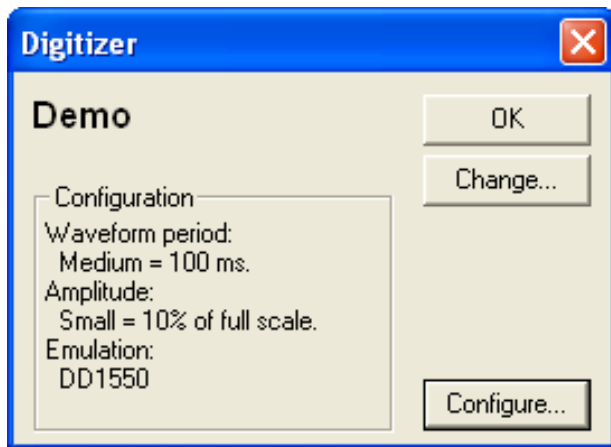 Digitizer
Demo
OK
Change...
Configuration
Waveform period:
Medium = 100 ms.
Amplitude:
Small = 10% of full scale.
Emulation:
DD1550
Configure...